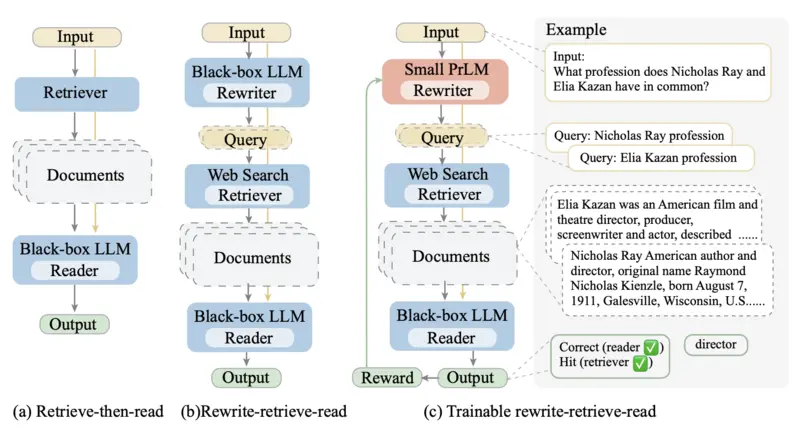 Input
Retriever
Documents
Black-box LLM
Reader
Output
(a) Retrieve-then-read
Input
Black-box LLM
Rewriter
Query
Web Search
Retriever
Documents
Black-box LLM
Reader
Output
(b)Rewrite-retrieve-read
Input
Small PrLM
Rewriter
Query
Web Search
Retriever
Documents
Black-box LLM
Reader
Reward
Output
(c) Trainable rewrite-retrieve-read
Example
Input:
What profession does Nicholas Ray and
Elia Kazan have in common?
Query: Nicholas Ray profession
Query: Elia Kazan profession
Elia Kazan was an American film and
theatre director, producer,
screenwriter and actor, described ......
Nicholas Ray American author and
director, original name Raymond
Nicholas Kienzle, born August 7,
1911, Galesville, Wisconsin, U.S......
Correct (reader ✅)
Hit (retriever ✅)
director